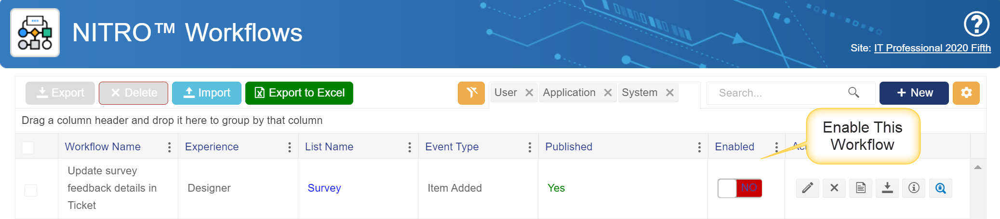 NITRO™ Workflows
Site: IT Professional 2020 Fifth
Export
Delete
Import
Export to Excel
User
Application
System
Search...
+ New
Drag a column header and drop it here to group by that column
Enable This
Workflow
Workflow Name
Experience
List Name
Event Type
Published
Enabled
Update survey
feedback details in
Ticket
Designer
Survey
Item Added
Yes
NO